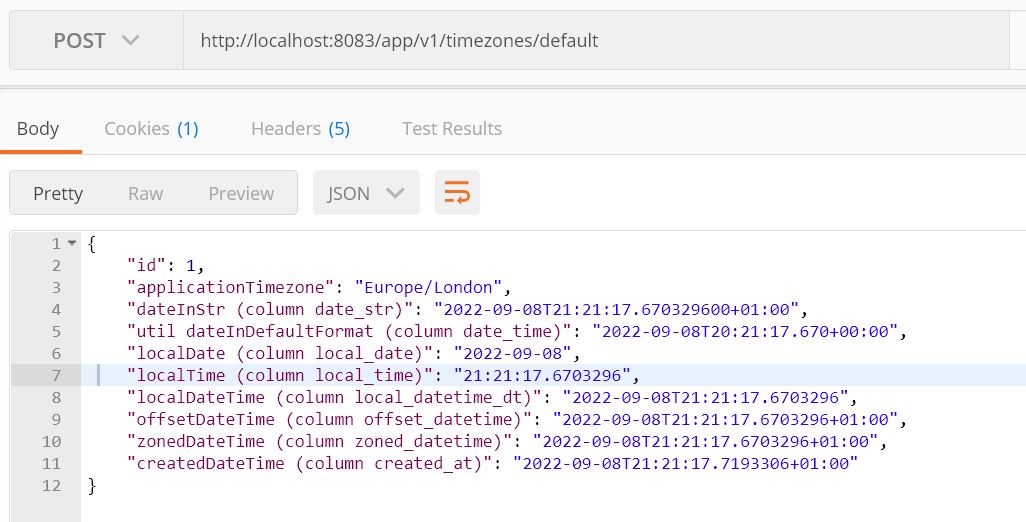 POST http://localhost:8083/app/v1/timezones/default
Body Cookies (1) Headers (5) Test Results
Pretty Raw Preview JSON
1 {
2 "id": 1,
3 "applicationTimezone": "Europe/London",
4 "dateInStr (column date_str)": "2022-09-08T21:21:17.670329600+01:00",
5 "util dateInDefaultFormat (column date_time)": "2022-09-08T20:21:17.670+00:00",
6 "localDate (column local_date)": "2022-09-08",
7 "localTime (column local_time)": "21:21:17.6703296",
8 "localDateTime (column local_datetime_dt)": "2022-09-08T21:21:17.6703296",
9 "offsetDateTime (column offset_datetime)": "2022-09-08T21:21:17.6703296+01:00",
10 "zonedDateTime (column zoned_datetime)": "2022-09-08T21:21:17.6703296+01:00",
11 "createdDateTime (column created_at)": "2022-09-08T21:21:17.7193306+01:00"
12 }